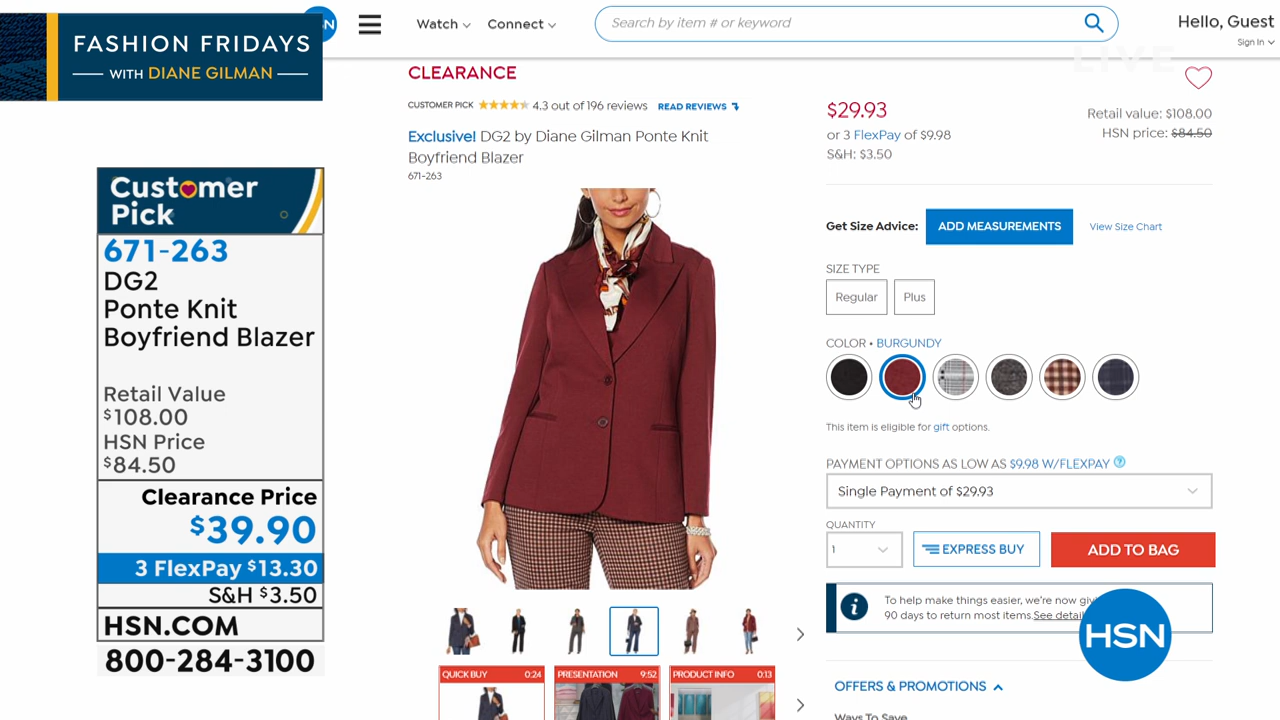 FASHION FRIDAYS
WITH DIANE GILMAN
Customer
Pick
671-263
DG2
Ponte Knit
Boyfriend Blazer
Retail Value
$108.00
HSN Price
$84.50
Clearance Price
$39.90
3 FlexPay $13.30
S&H $3.50
HSN.COM
800-284-3100
Watch
Connect
Search by item # or keyword
Hello, Guest
Sign In
LIVE
CLEARANCE
CUSTOMER PICK 4.3 out of 196 reviews READ REVIEWS
Exclusive! DG2 by Diane Gilman Ponte Knit
Boyfriend Blazer
671-263
$29.93
or 3 FlexPay of $9.98
S&H: $3.50
Retail value: $108.00
HSN price: $84.50
Get Size Advice: ADD MEASUREMENTS View Size Chart
SIZE TYPE
Regular Plus
COLOR • BURGUNDY
This item is eligible for gift options.
PAYMENT OPTIONS AS LOW AS $9.98 W/FLEXPAY ?
Single Payment of $29.93
QUANTITY
1 EXPRESS BUY ADD TO BAG
To help make things easier, we're now
90 days to return most items.See
HSN
OFFERS & PROMOTIONS
Ways To Save
QUICK BUY 0:24
PRESENTATION 9:52
PRODUCT INFO 0:13